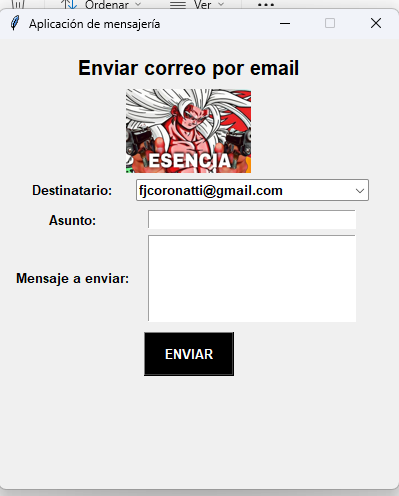 Ordenar
Ver
Aplicación de mensajería
Enviar correo por email
ESENCIA
Destinatario:
fjcoronatti@gmail.com
Asunto:
Mensaje a enviar:
ENVIAR